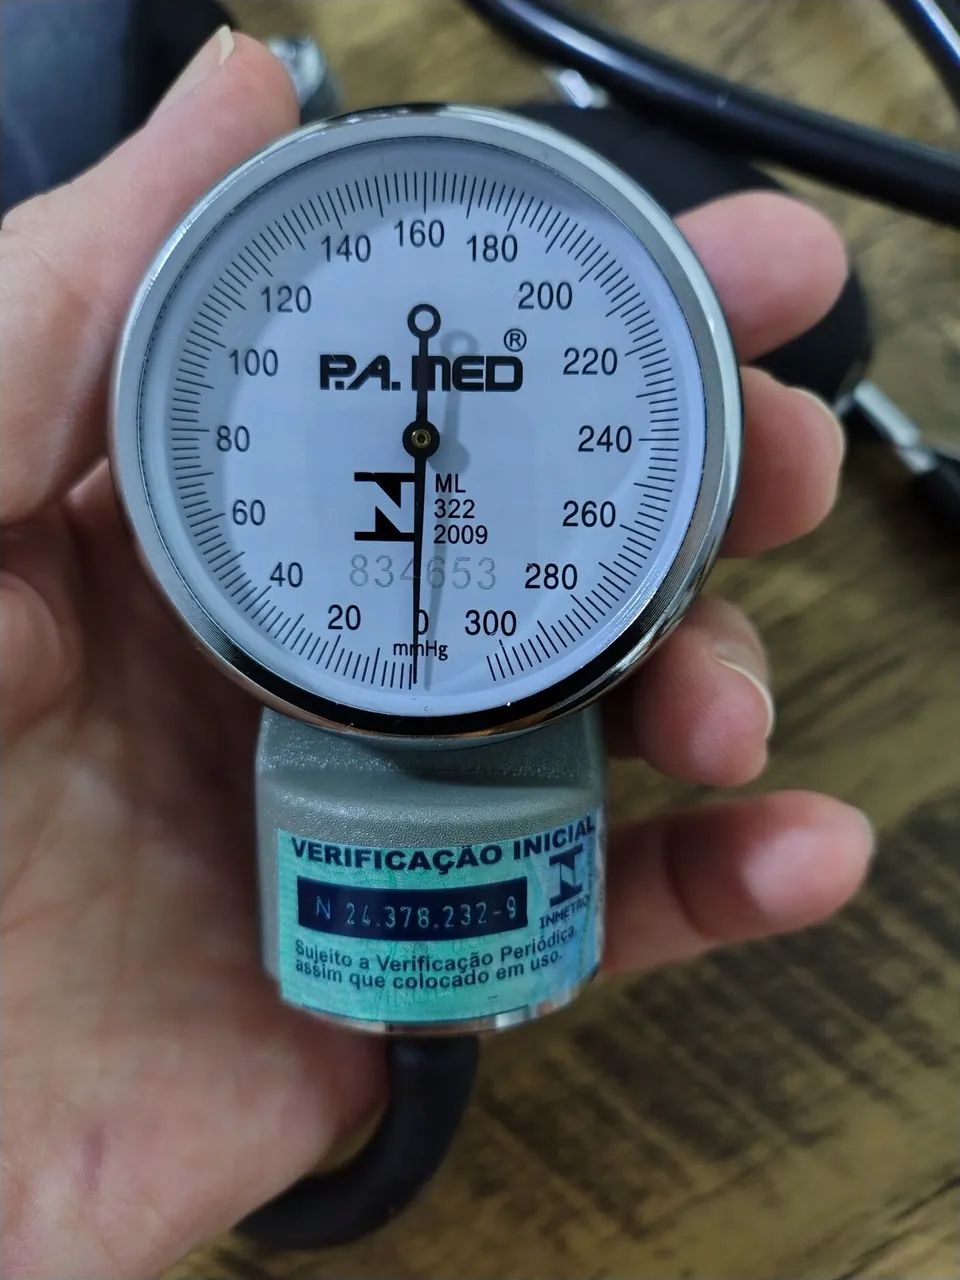 160
140
180
120
200
100
220
P.A. MED®
80
240
60
260
ML
322
2009
834653
40
280
20
0
300
mmHg
VERIFICAÇÃO INICIAL
N 24.378.232-9
INMETRO
Sujeito a Verificação Periódica,
assim que colocado em uso.